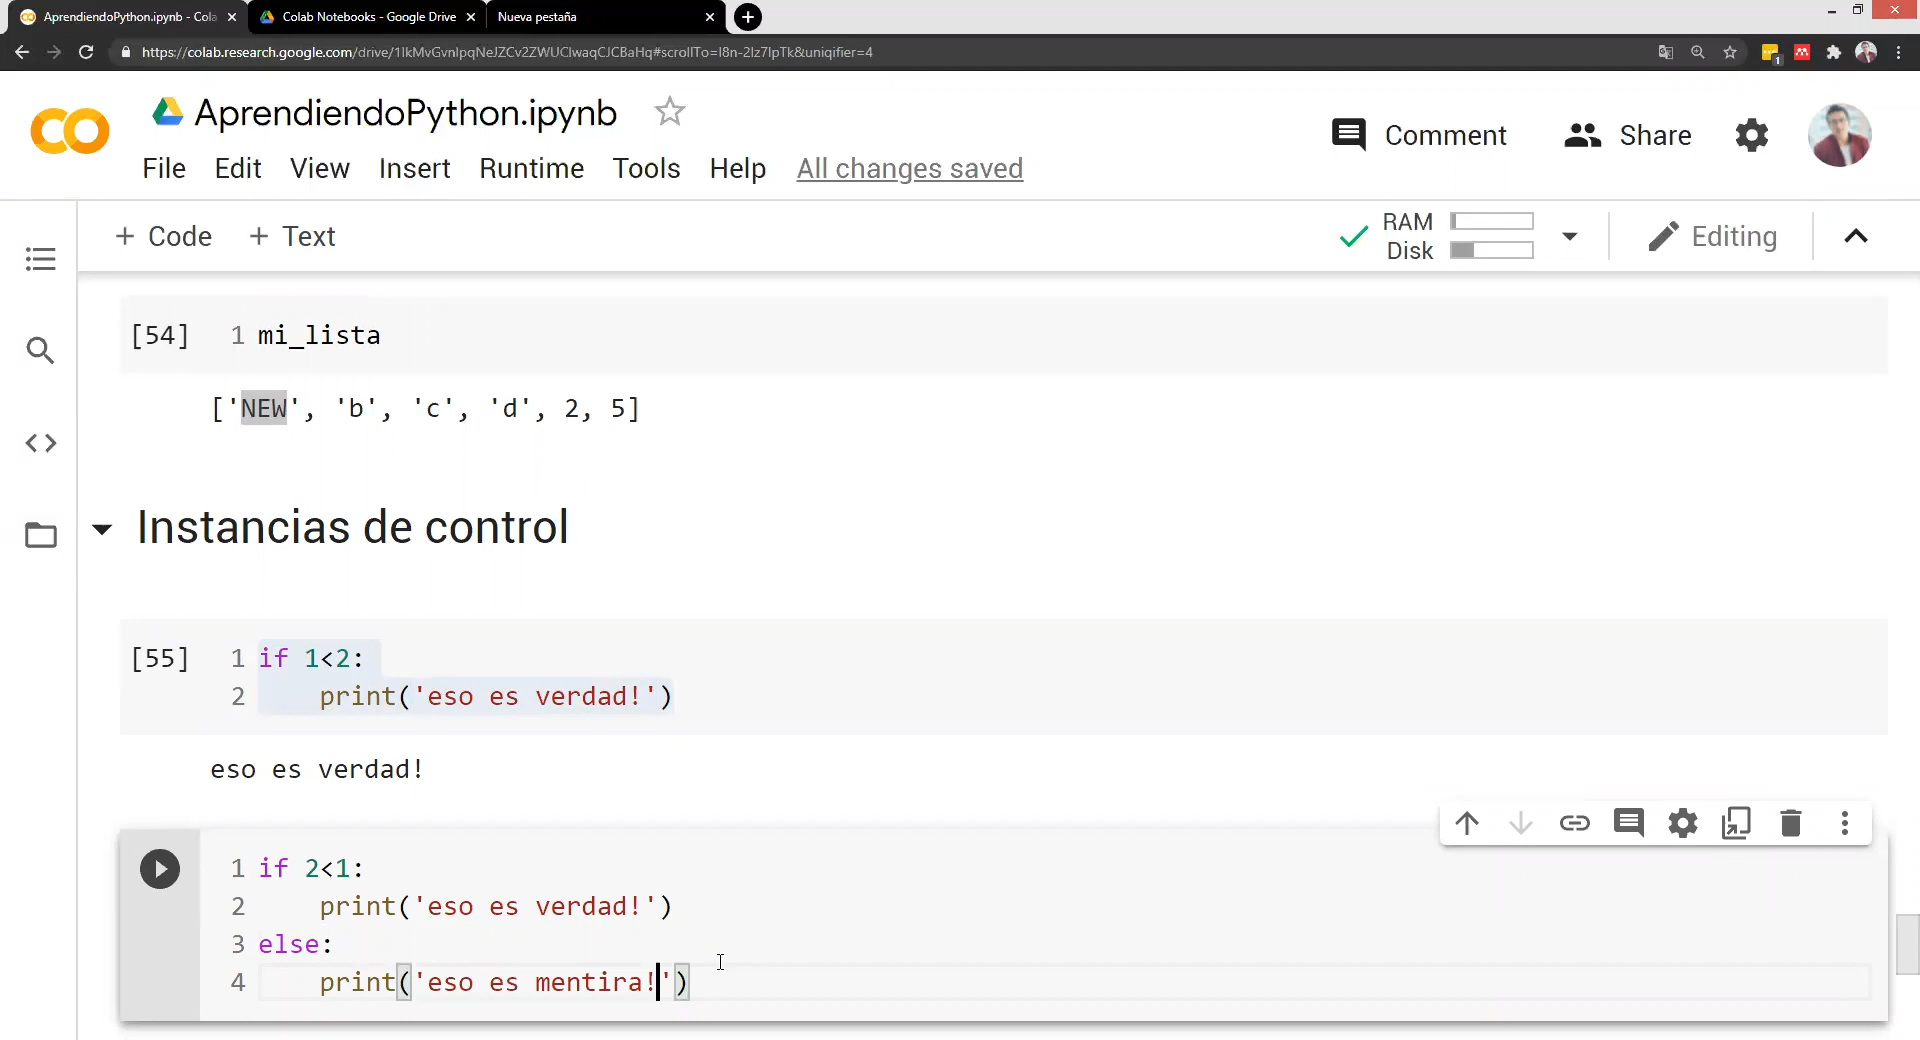 AprendiendoPython.ipynb - Cola
Colab Notebooks - Google Drive
Nueva pestaña
https://colab.research.google.com/drive/1IkMvGvnIpqNeJZCv2ZWUClwaqCJCBaHq#scrollTo=I8n-2Iz7IpTk&uniqifier=4
1
AprendiendoPython.ipynb
Comment
Share
File Edit View Insert Runtime Tools Help All changes saved
+ Code + Text
RAM
Disk
Editing
[54] 1 mi_lista
['NEW', 'b', 'c', 'd', 2, 5]
Instancias de control
[55] 1 if 1<2:
2 print('eso es verdad!')
eso es verdad!
1 if 2<1:
2 print('eso es verdad!')
3 else:
4 print('eso es mentira!')